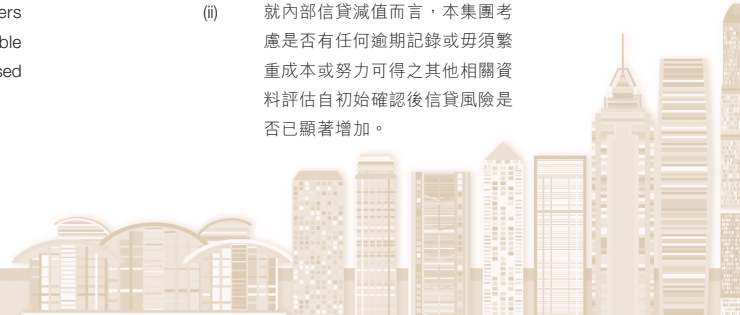 ers
ble
sed
(ii) 就內部信貸減值而言，本集團考
慮是否有任何逾期記錄或毋須繁
重成本或努力可得之其他相關資
料評估自初始確認後信貸風險是
否已顯著增加。